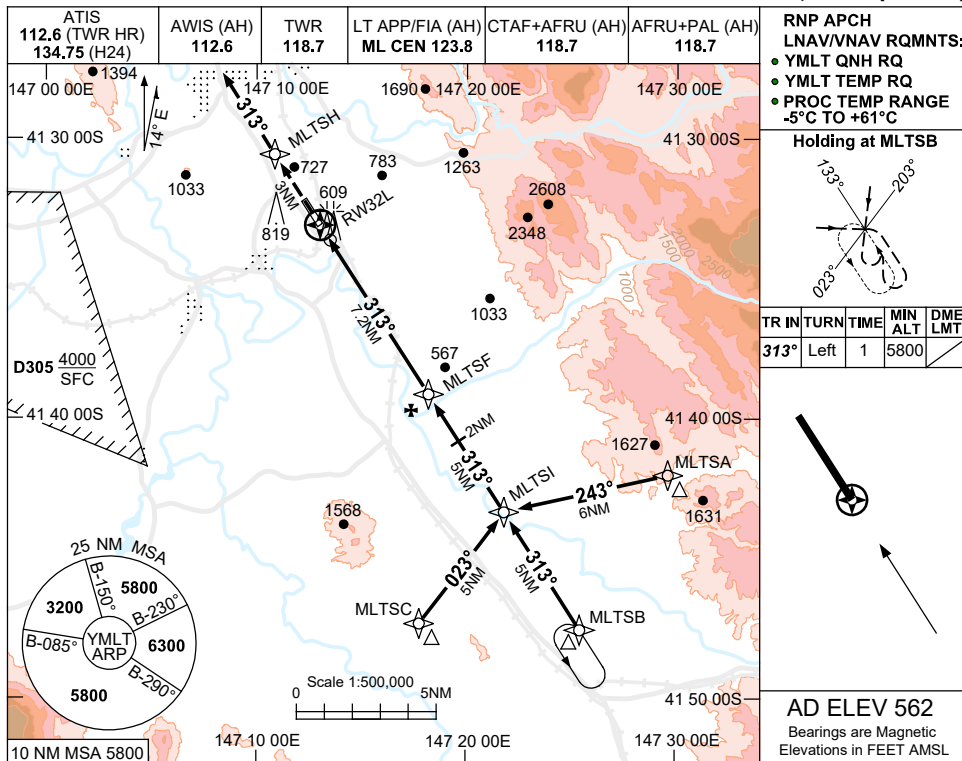 ATIS
112.6 (TWR HR)
134.75 (H24)
AWIS (AH)
112.6
TWR
118.7
LT APP/FIA (AH)
ML CEN 123.8
CTAF+AFRU (AH)
118.7
AFRU+PAL (AH)
118.7
RNP APCH
LNAV/VNAV RQMNTS:
YMLT QNH RQ
YMLT TEMP RQ
PROC TEMP RANGE
-5°C TO +61°C
Holding at MLTSB
133°
203°
023°
TR IN TURN TIME MIN ALT DME LMT
313° Left 1 5800
AD ELEV 562
Bearings are Magnetic
Elevations in FEET AMSL
1394
147 00 00E
147 10 00E
1690
147 20 00E
147 30 00E
14° E
313°
MLTSH
41 30 00S
41 30 00S
1033
727
783
1263
3NM
609
RW32L
819
2608
2348
2000
1500
2500
1000
1033
313°
7.2NM
D305 4000
SFC
567
MLTSF
41 40 00S
41 40 00S
2NM
313°
5NM
1627
MLTSA
MLTSI
243°
6NM
1631
1568
023°
5NM
313°
5NM
MLTSC
MLTSB
25 NM MSA
B-150°
5800
B-230°
3200
YMLT
ARP
6300
B-085°
B-290°
5800
Scale 1:500,000
0
5NM
41 50 00S
10 NM MSA 5800
147 10 00E
147 20 00E
147 30 00E